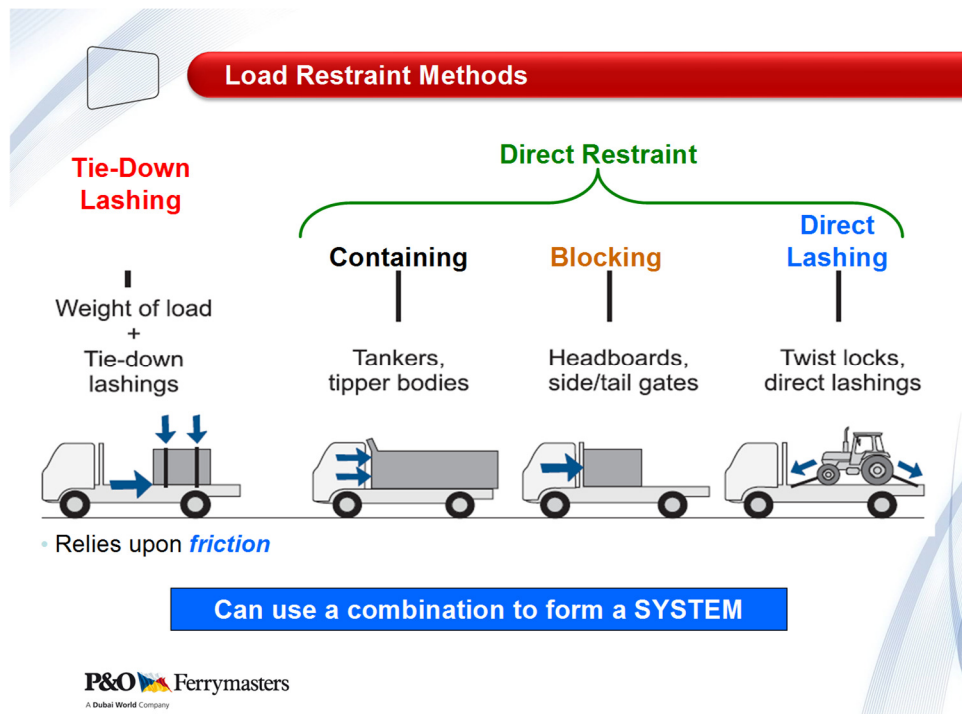 Load Restraint Methods
Tie-Down
Lashing
Weight of load
+
Tie-down
lashings
• Relies upon friction
Direct Restraint
Containing
Tankers,
tipper bodies
Blocking
Headboards,
side/tail gates
Direct
Lashing
Twist locks,
direct lashings
Can use a combination to form a SYSTEM
P&O Ferrymasters
A Dubai World Company